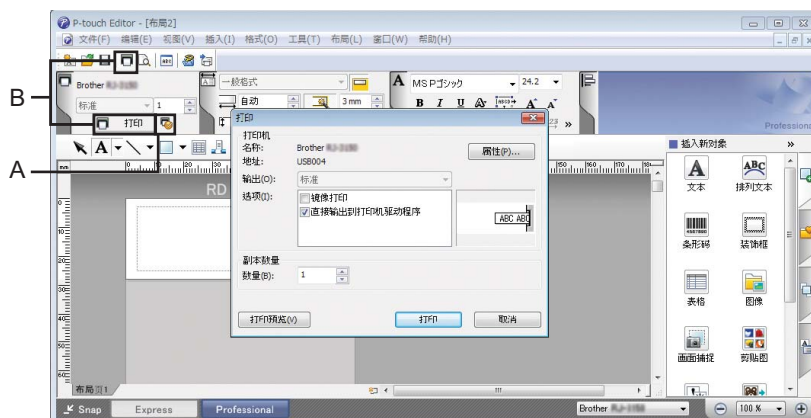 P-touch Editor - [布局2]
文件(F) 编辑(E) 视图(V) 插入(I) 格式(O) 工具(T) 布局(L) 窗口(W) 帮助(H)
B
A
Brother
标准 1
打印
一般格式
自动 3 mm
A MS Pゴシック 24.2
B I U
Professional
打印
打印机
名称: Brother
地址: USB004
属性(P)...
输出(O): 标准
选项(I): 镜像打印
直接输出到打印机驱动程序
ABC ABC
副本数量
数量(B): 1
打印预览(V) 打印 取消
RD
插入新对象
文本 排列文本
条形码 装饰框
表格 图像
画面捕捉 剪贴图
布局页1
Snap Express Professional Brother 100 %